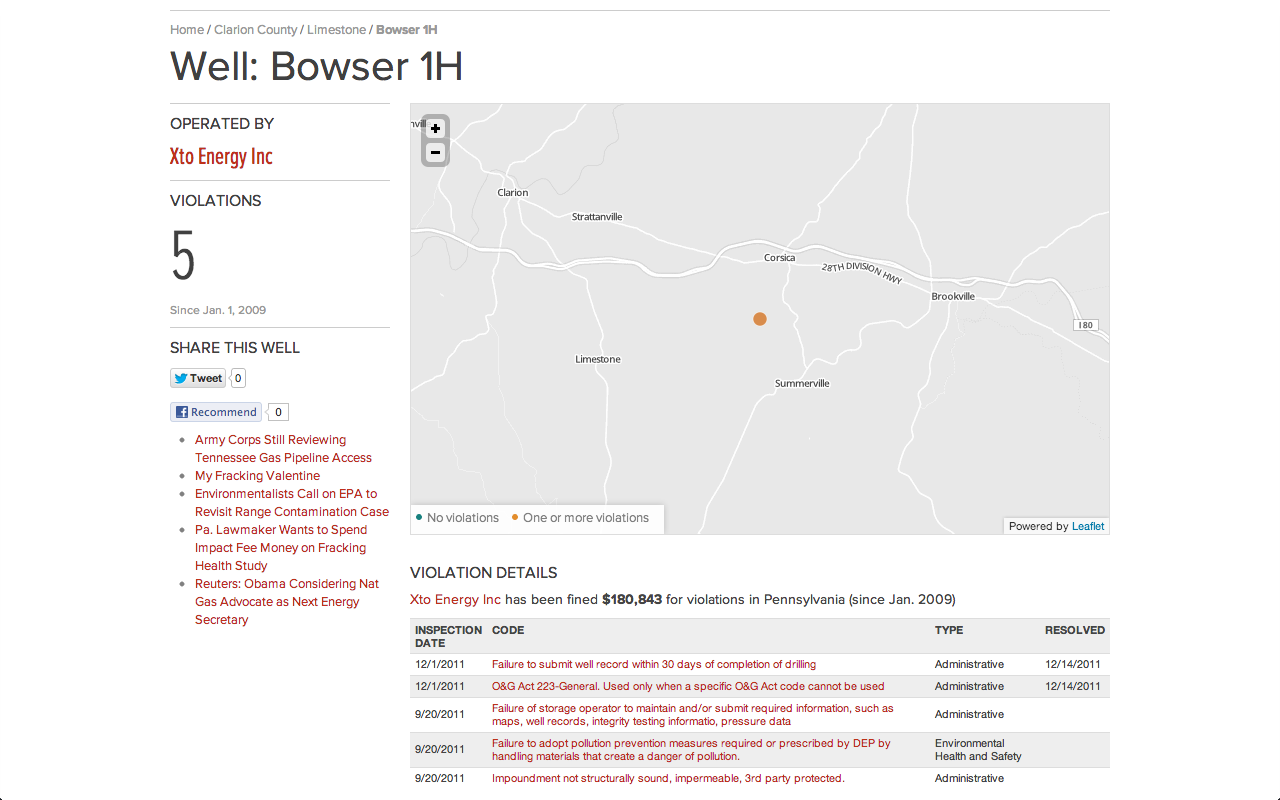 Home / Clarion County / Limestone / Bowser 1H
Well: Bowser 1H
OPERATED BY
Xto Energy Inc
VIOLATIONS
5
Since Jan. 1, 2009
SHARE THIS WELL
Tweet 0
Recommend 0
Army Corps Still Reviewing
Tennessee Gas Pipeline Access
My Fracking Valentine
Environmentalists Call on EPA to
Revisit Range Contamination Case
Pa. Lawmaker Wants to Spend
Impact Fee Money on Fracking
Health Study
Reuters: Obama Considering Nat
Gas Advocate as Next Energy
Secretary
+
-
Clarion
Strattanville
Corsica
28TH DIVISION HWY
Brookville
180
Limestone
Summerville
No violations One or more violations
Powered by Leaflet
VIOLATION DETAILS
Xto Energy Inc has been fined $180,843 for violations in Pennsylvania (since Jan. 2009)
INSPECTION CODE TYPE RESOLVED
DATE
12/1/2011 Failure to submit well record within 30 days of completion of drilling Administrative 12/14/2011
12/1/2011 O&G Act 223-General. Used only when a specific O&G Act code cannot be used Administrative 12/14/2011
9/20/2011 Failure of storage operator to maintain and/or submit required information, such as Administrative
maps, well records, integrity testing informatio, pressure data
9/20/2011 Failure to adopt pollution prevention measures required or prescribed by DEP by Environmental
handling materials that create a danger of pollution. Health and Safety
9/20/2011 Impoundment not structurally sound, impermeable, 3rd party protected. Administrative